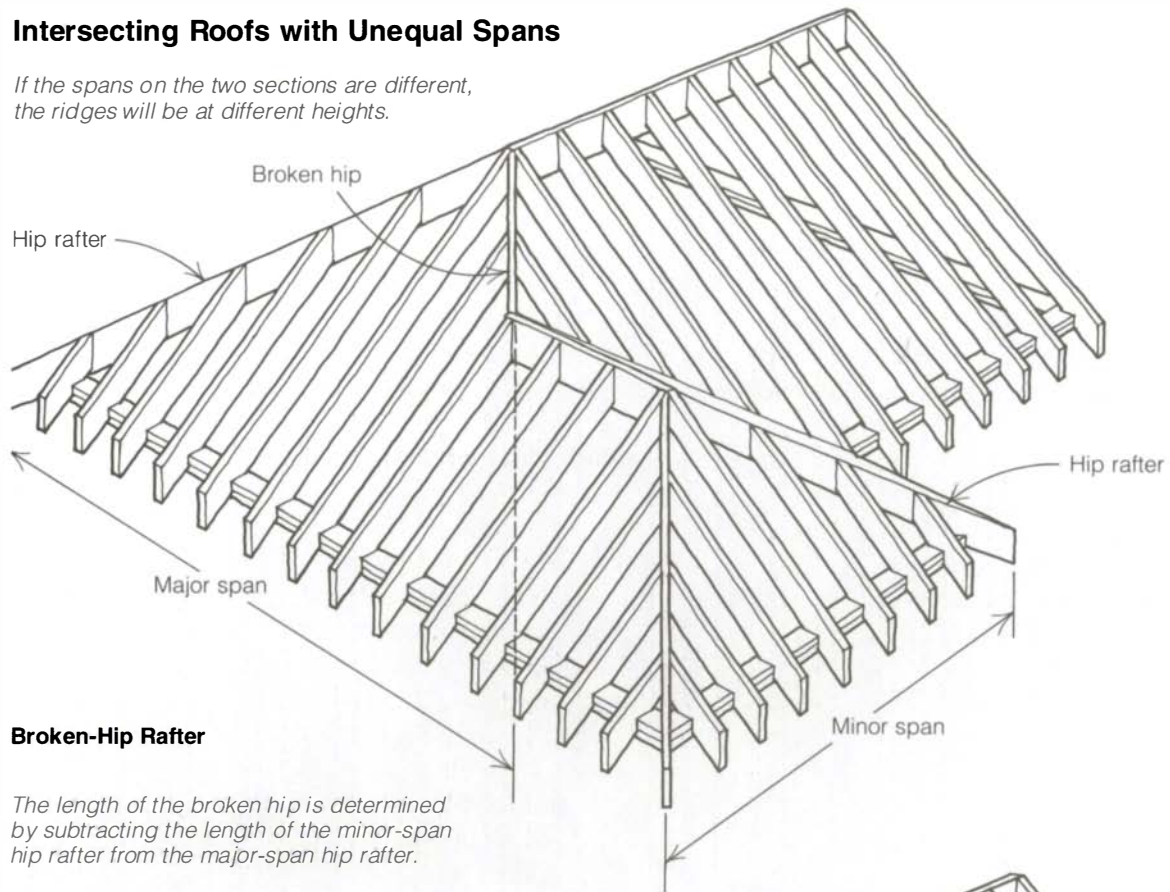 Intersecting Roofs with Unequal Spans
If the spans on the two sections are different,
the ridges will be at different heights.
Broken hip
Hip rafter
Hip rafter
Major span
Minor span
Broken-Hip Rafter
The length of the broken hip is determined
by subtracting the length of the minor-span
hip rafter from the major-span hip rafter.